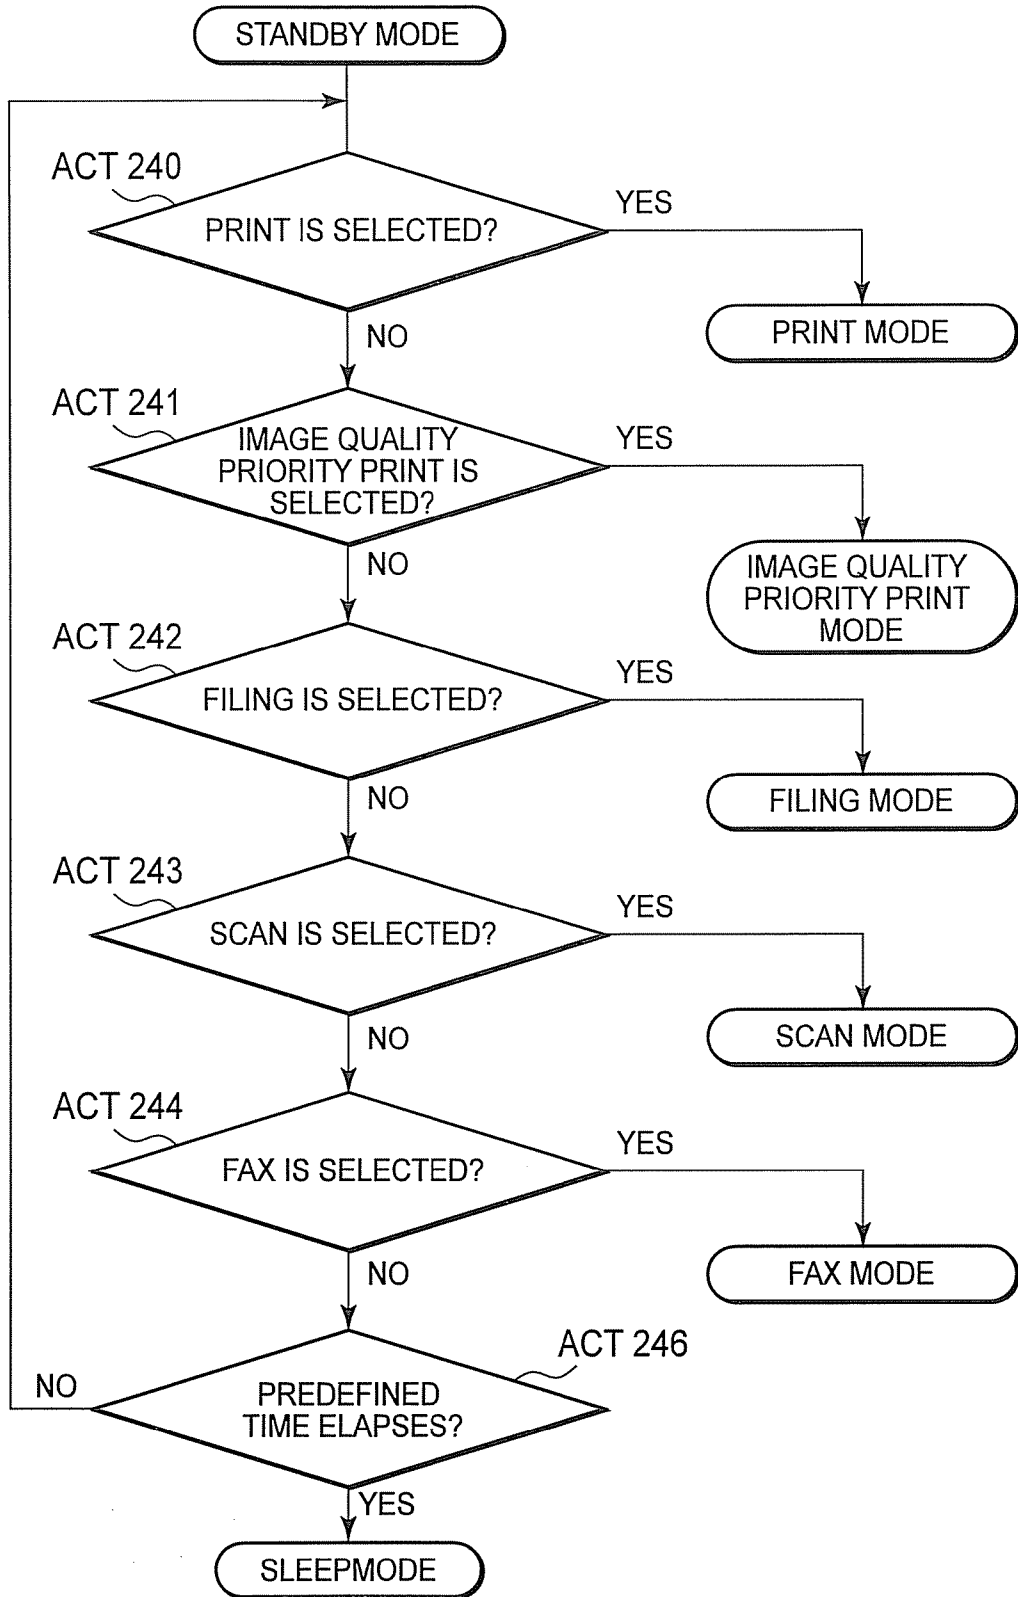 STANDBY MODE
ACT 240
PRINT IS SELECTED?
YES
PRINT MODE
NO
ACT 241
IMAGE QUALITY
PRIORITY PRINT IS
SELECTED?
YES
IMAGE QUALITY
PRIORITY PRINT
MODE
NO
ACT 242
FILING IS SELECTED?
YES
FILING MODE
NO
ACT 243
SCAN IS SELECTED?
YES
SCAN MODE
NO
ACT 244
FAX IS SELECTED?
YES
FAX MODE
NO
ACT 246
PREDEFINED
TIME ELAPSES?
NO
YES
SLEEPMODE